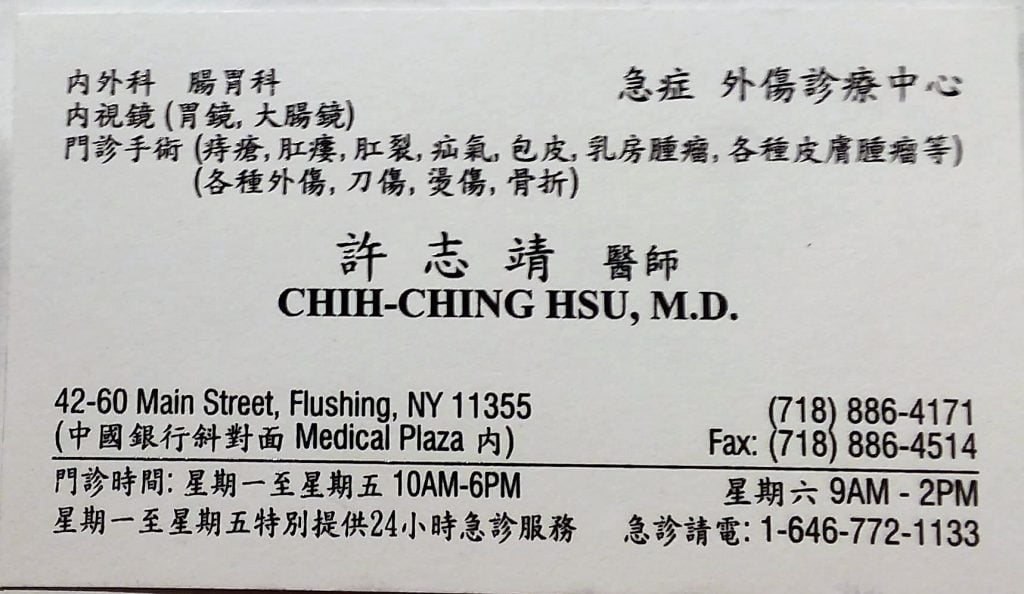 內外科 腸胃科 急症 外傷診療中心
內視鏡 (胃鏡, 大腸鏡)
門診手術 (痔瘡, 肛瘻, 肛裂, 疝氣, 包皮, 乳房腫瘤, 各種皮膚腫瘤等)
(各種外傷, 刀傷, 燙傷, 骨折)
許志靖 醫師
CHIH-CHING HSU, M.D.
42-60 Main Street, Flushing, NY 11355 (718) 886-4171
(中國銀行斜對面 Medical Plaza 內) Fax: (718) 886-4514
門診時間: 星期一至星期五 10AM-6PM 星期六 9AM - 2PM
星期一至星期五特別提供24小時急診服務 急診請電: 1-646-772-1133